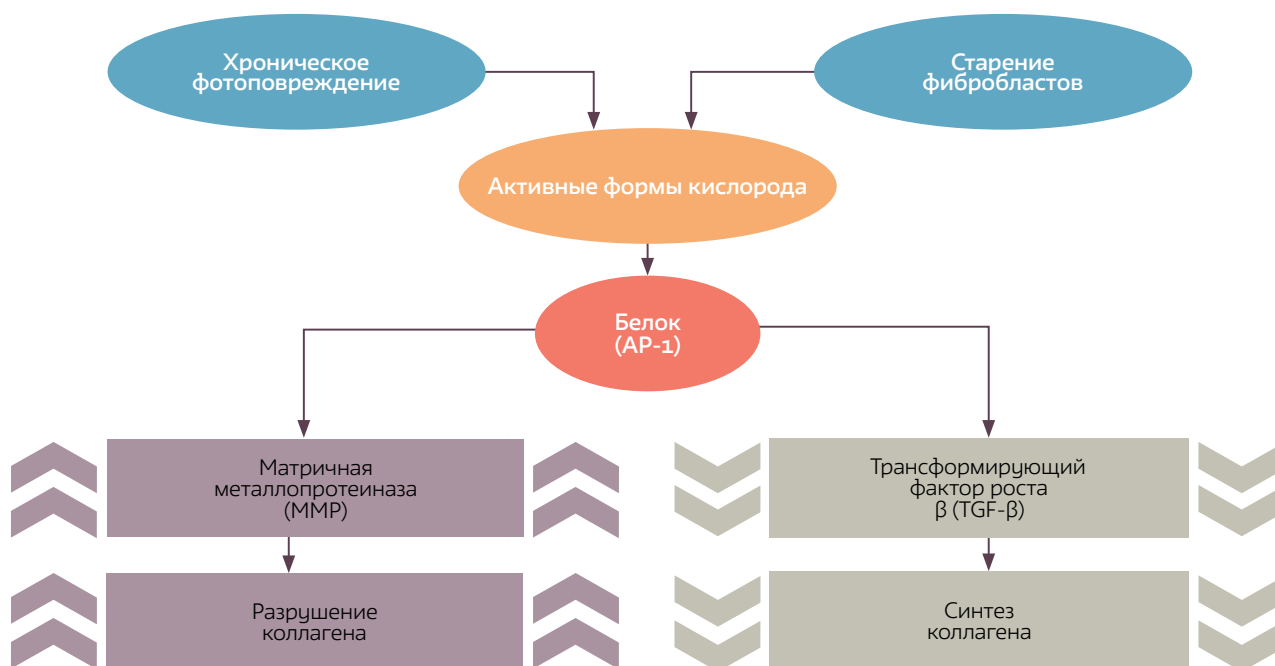 Хроническое
фотоповреждение
Старение
фибробластов
Активные формы кислорода
Белок
(AP-1)
Матричная
металлопротеиназа
(MMP)
Трансформирующий
фактор роста
β (TGF-β)
Разрушение
коллагена
Синтез
коллагена